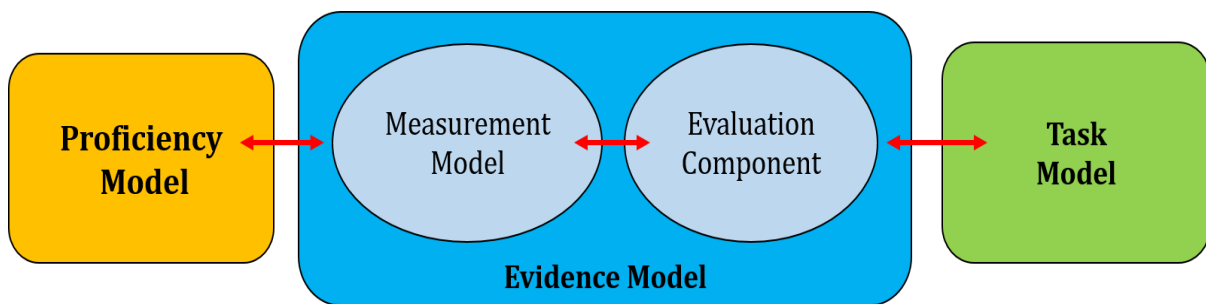 Proficiency
Model
Measurement
Model
Evaluation
Component
Evidence Model
Task
Model